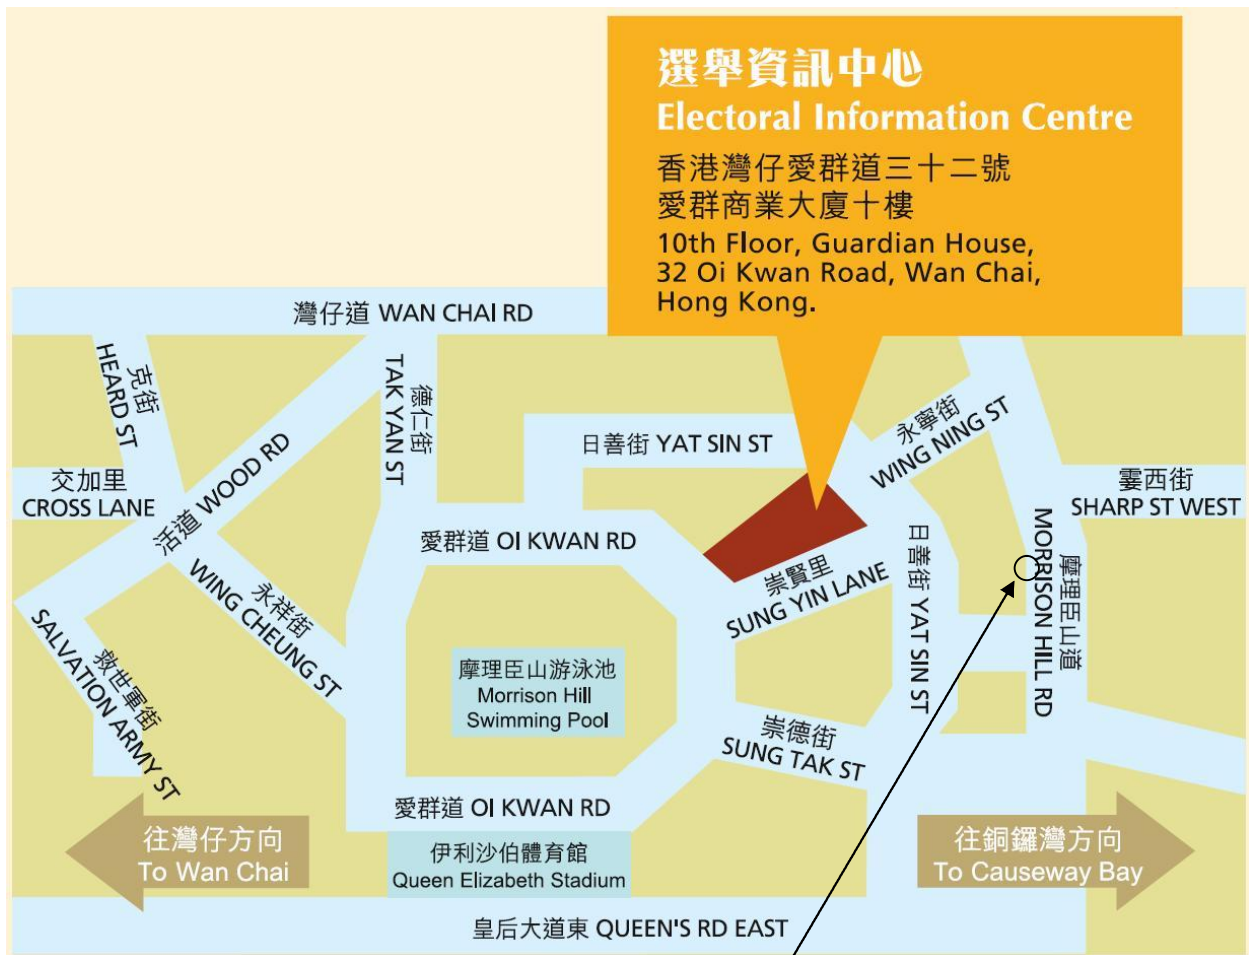 選舉資訊中心
Electoral Information Centre
香港灣仔愛群道三十二號
愛群商業大廈十樓
10th Floor, Guardian House,
32 Oi Kwan Road, Wan Chai,
Hong Kong.
灣仔道 WAN CHAI RD
克街
HEARD ST
德仁街
TAK YAN ST
永寧街
WING NING ST
日善街 YAT SIN ST
交加里
CROSS LANE
活道 WOOD RD
霎西街
SHARP ST WEST
愛群道 OI KWAN RD
崇賢里
SUNG YIN LANE
日善街 YAT SIN ST
摩理臣山道
MORRISON HILL RD
永祥街
WING CHEUNG ST
救世軍街
SALVATION ARMY ST
摩理臣山游泳池
Morrison Hill
Swimming Pool
崇德街
SUNG TAK ST
愛群道 OI KWAN RD
往灣仔方向
To Wan Chai
伊利沙伯體育館
Queen Elizabeth Stadium
往銅鑼灣方向
To Causeway Bay
皇后大道東 QUEEN'S RD EAST